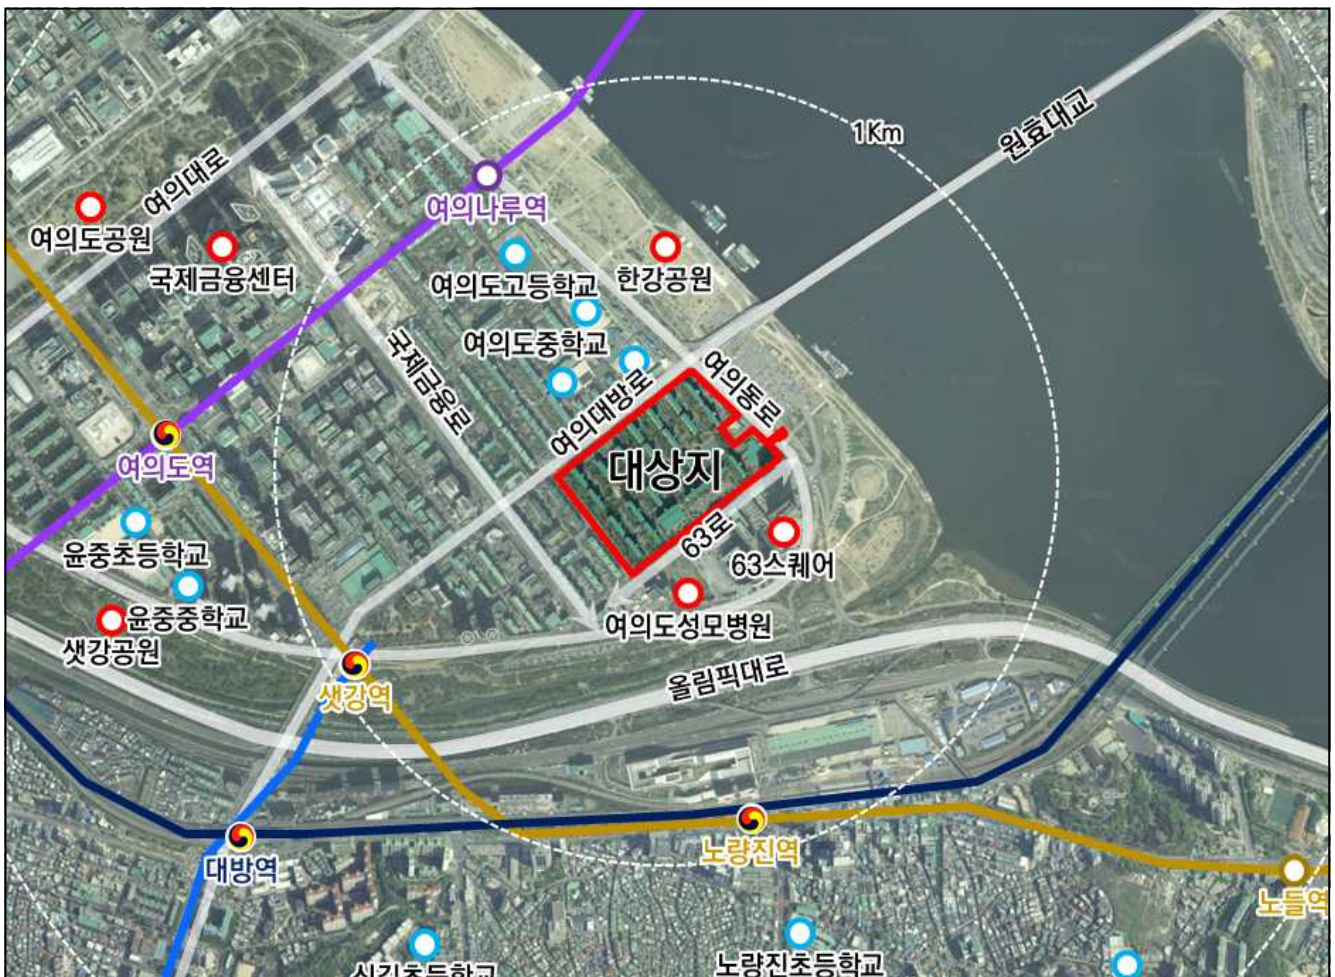 1Km
원효대교
여의대로
여의나루역
여의도공원
국제금융센터
여의도고등학교
한강공원
여의도중학교
국제금융로
여의대방로
여의동로
여의도역
대상지
63로
윤중초등학교
63스퀘어
윤중중학교
여의도성모병원
샛강공원
올림픽대로
샛강역
노량진역
대방역
노들역
신길초등학교
노량진초등학교